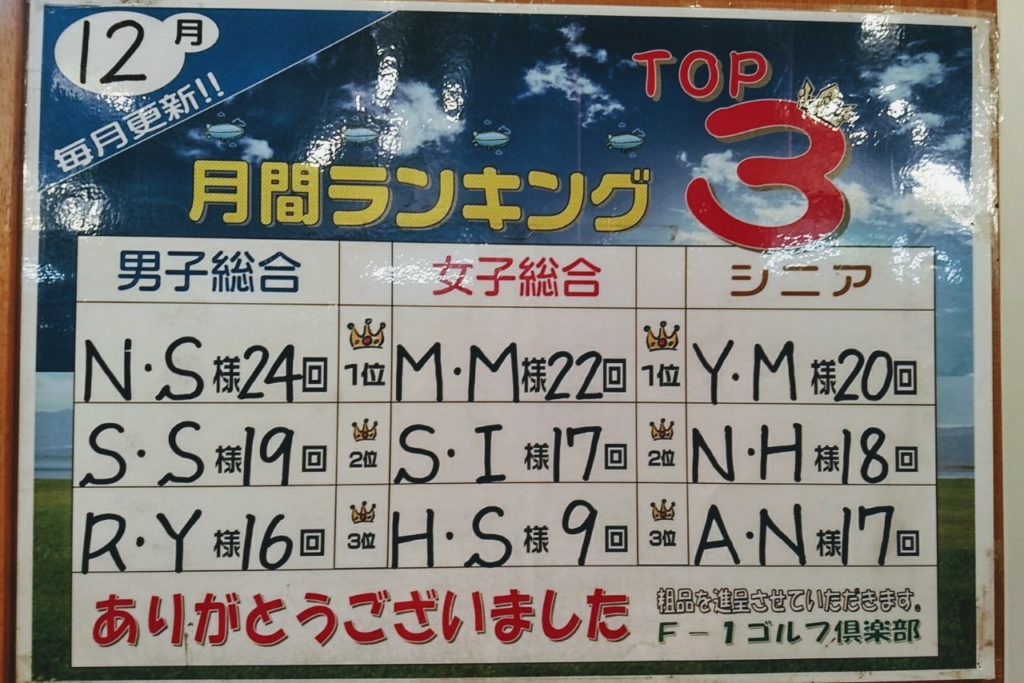 12月
毎月更新!!
TOP
3
月間ランキング
男子総合 女子総合 シニア
N・S 様 24回 1位 M・M 様 22回 1位 Y・M 様 20回
S・S 様 19回 2位 S・I 様 17回 2位 N・H 様 18回
R・Y 様 16回 3位 H・S 様 9回 3位 A・N 様 17回
ありがとうございました
粗品を進呈させていただきます。
F－1ゴルフ倶楽部